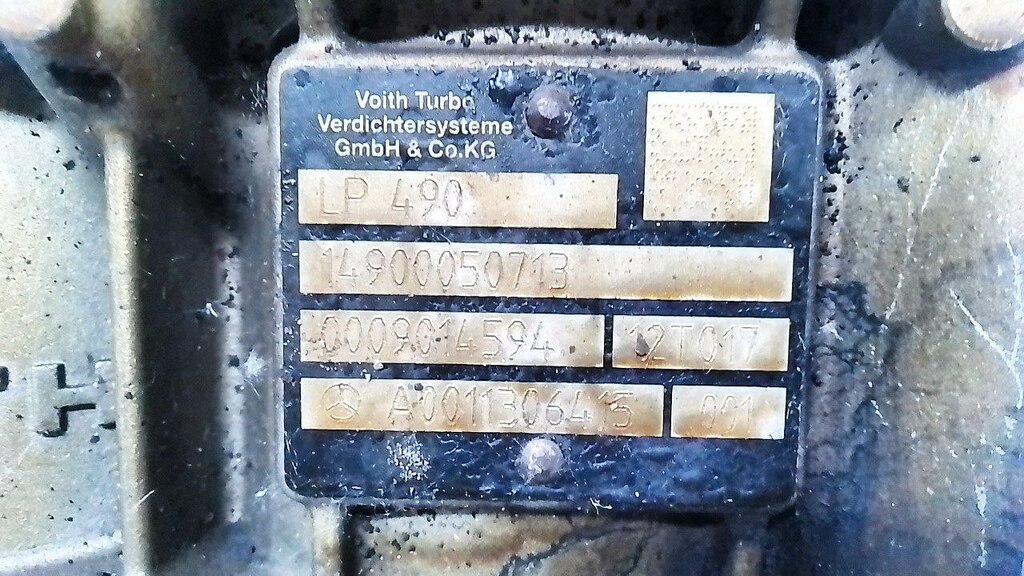 Voith Turbo
Verdichtersysteme
GmbH & Co.KG
LP 490
14900050713
0009014594 12T017
A0011306415 001
H